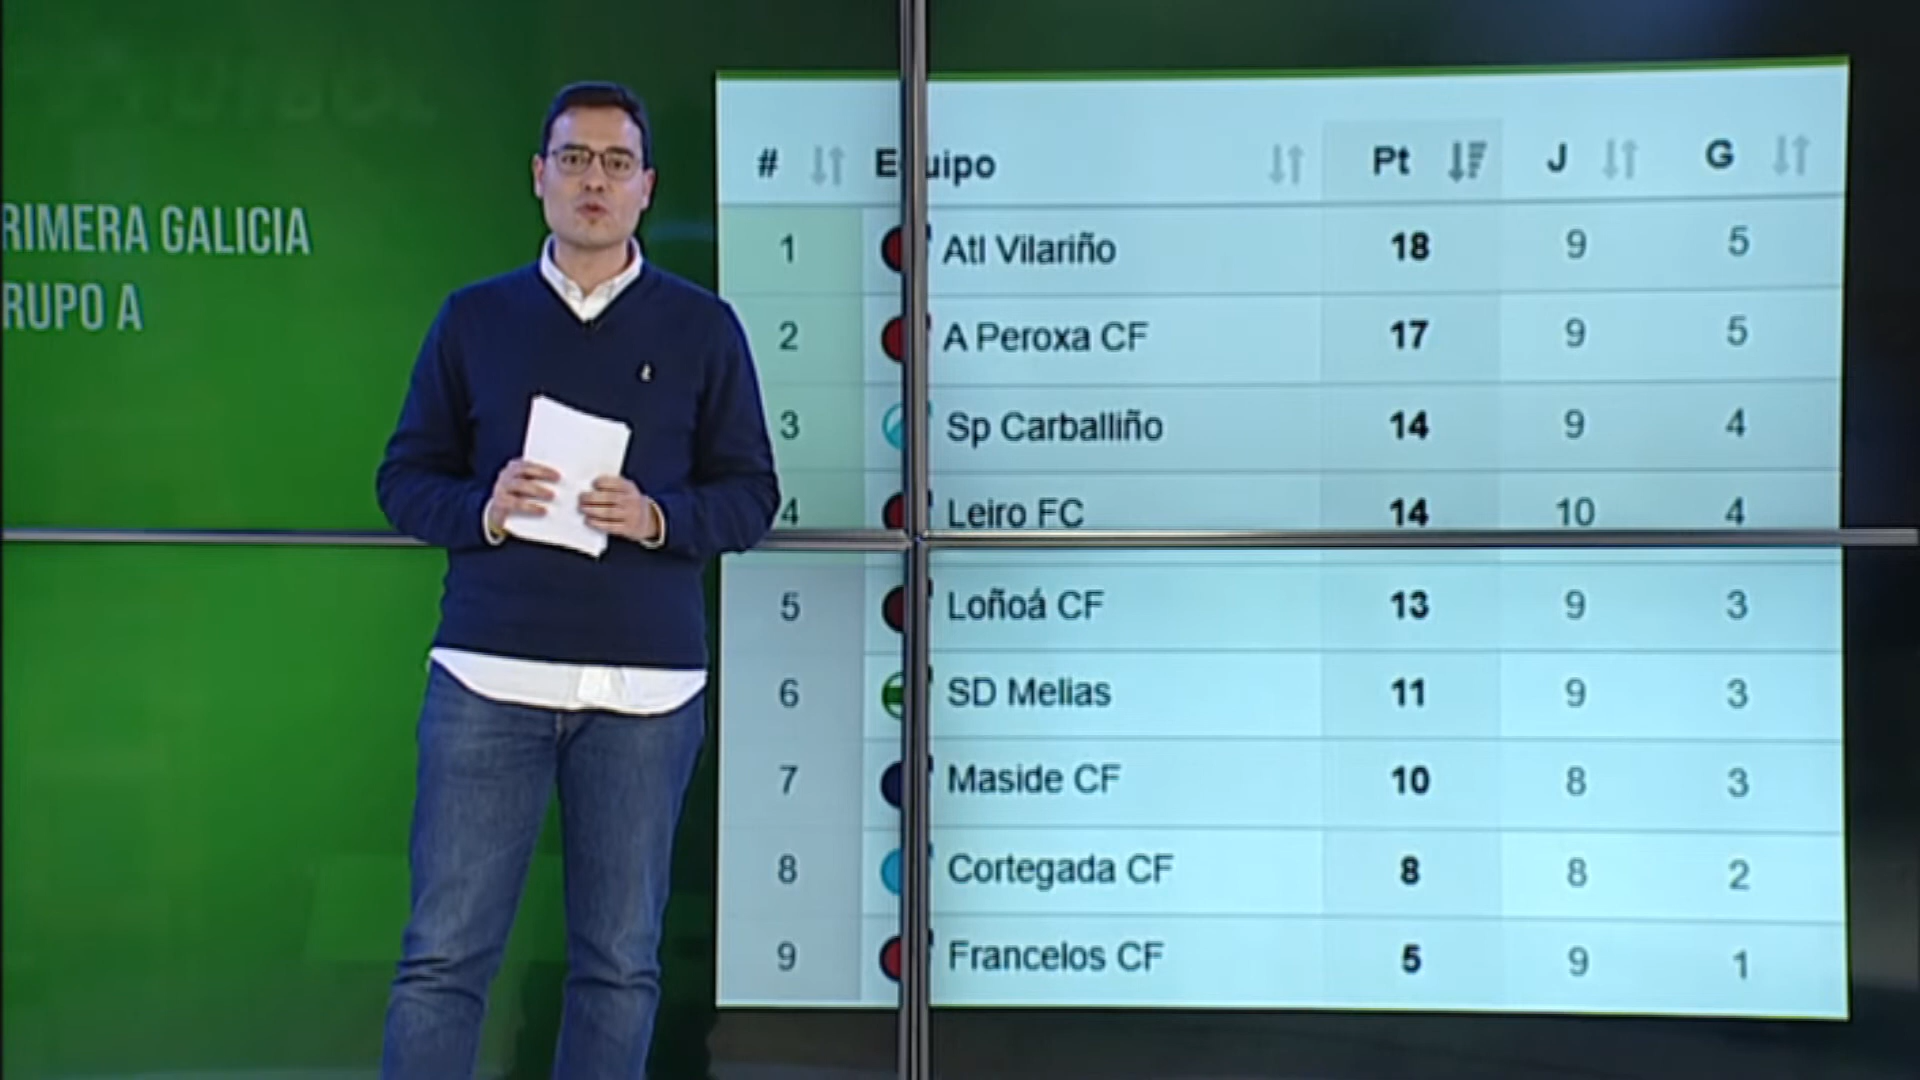 RIMERA GALICIA
RUPO A
# Equipo Pt J G
1 Atl Vilariño 18 9 5
2 A Peroxa CF 17 9 5
3 Sp Carballiño 14 9 4
4 Leiro FC 14 10 4
5 Loñoá CF 13 9 3
6 SD Melias 11 9 3
7 Maside CF 10 8 3
8 Cortegada CF 8 8 2
9 Francelos CF 5 9 1